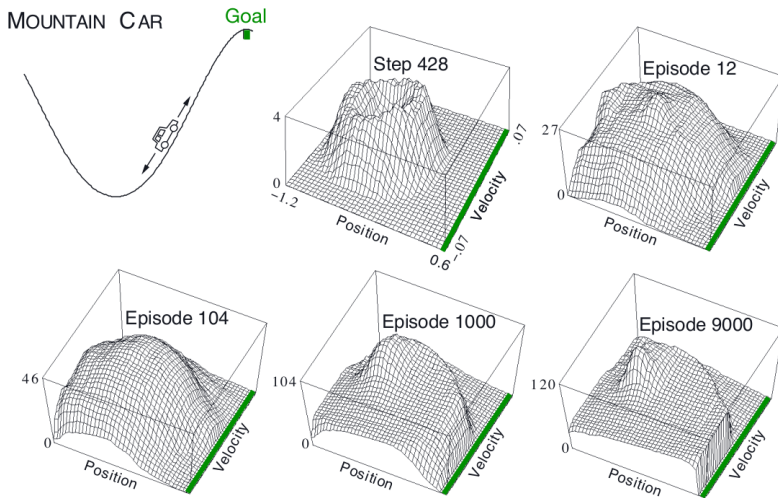 MOUNTAIN CAR
Goal
Step 428
4
0
-1.2
Position
0.6
-.07
Velocity
.07
Episode 12
27
0
Position
Velocity
Episode 104
46
0
Position
Velocity
Episode 1000
104
0
Position
Velocity
Episode 9000
120
0
Position
Velocity